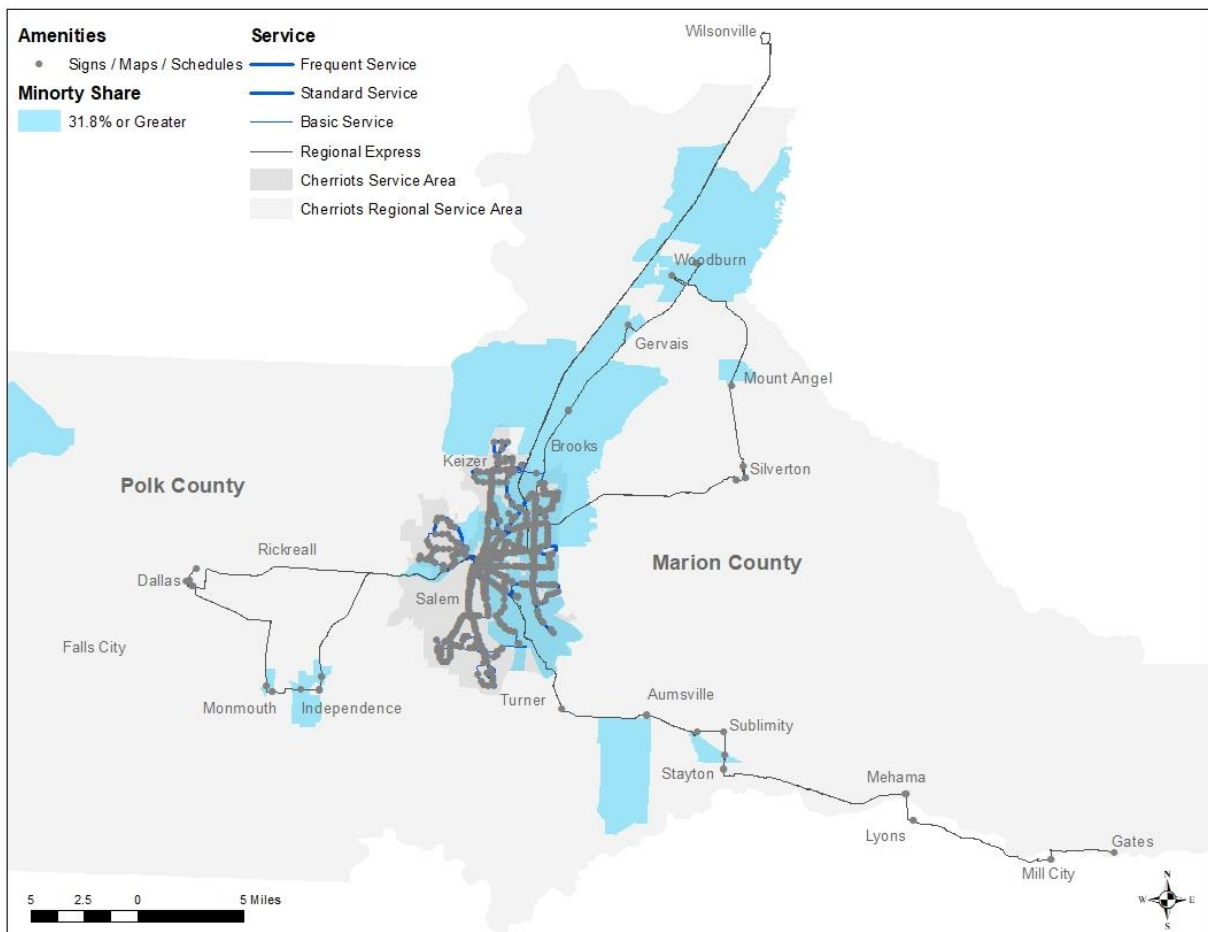 Amenities
Signs / Maps / Schedules
Minorty Share
31.8% or Greater
Service
Frequent Service
Standard Service
Basic Service
Regional Express
Cherriots Service Area
Cherriots Regional Service Area
Wilsonville
Woodburn
Gervais
Mount Angel
Brooks
Keizer
Silverton
Polk County
Marion County
Rickreall
Dallas
Salem
Falls City
Monmouth
Independence
Turner
Aumsville
Sublimity
Stayton
Mehama
Lyons
Gates
Mill City
5 2.5 0 5 Miles
N
W E
S